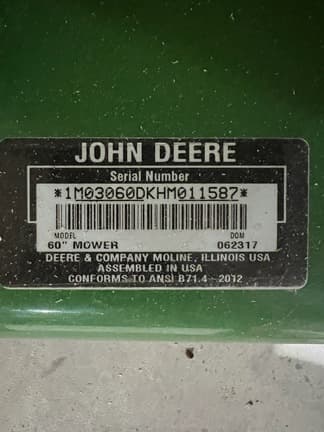 JOHN DEERE
Serial Number
*1M03060DKHM011587*
MODEL DOM
60" MOWER 062317
DEERE & COMPANY MOLINE, ILLINOIS USA
ASSEMBLED IN USA
CONFORMS TO ANSI B71.4 - 2012